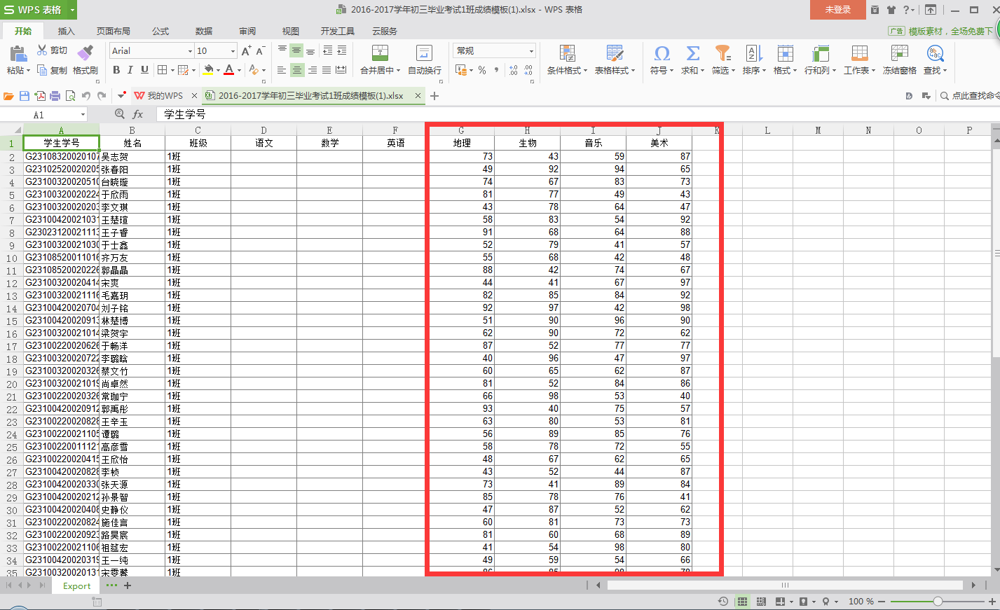 WPS 表格
2016-2017学年初三毕业考试1班成绩模板(1).xlsx - WPS 表格
未登录
开始 插入 页面布局 公式 数据 审阅 视图 开发工具 云服务
广告 模版素材，全场免费下
粘贴 剪切 复制 格式刷 Arial 10 B I U A 合并居中 自动换行 常规 % 条件格式 表格样式 符号 求和 筛选 排序 格式 行和列 工作表 冻结窗格 查找
我的WPS 2016-2017学年初三毕业考试1班成绩模板(1).xlsx 点此查找命令
A1 fx 学生学号
A B C D E F G H I J K L M N O P
1 学生学号 姓名 班级 语文 数学 英语 地理 生物 音乐 美术
2 G23108320020107 吴志贺 1班 73 43 59 87
3 G23102520020205 张春阳 1班 49 92 94 65
4 G23100320020510 台晓璇 1班 74 67 83 73
5 G23100320020224 于欣雨 1班 81 77 49 43
6 G23100320020203 李文琪 1班 43 78 64 47
7 G23100420021031 王楚瑄 1班 58 83 54 92
8 G23023120021113 王子睿 1班 91 68 64 88
9 G23100320021030 于士鑫 1班 52 79 41 57
10 G23108520011016 齐万友 1班 55 68 42 48
11 G23108520020226 郭晶晶 1班 88 42 74 67
12 G23100320020414 宋爽 1班 44 41 67 97
13 G23100320021116 毛嘉玥 1班 82 85 84 92
14 G23100420020704 刘子铭 1班 92 97 42 98
15 G23100420020913 林楚博 1班 51 90 96 90
16 G23100320021014 梁贺宇 1班 62 90 72 62
17 G23100220020626 于畅洋 1班 87 52 77 77
18 G23100320020722 李璐晗 1班 40 96 47 97
19 G23100320020326 蔡文竹 1班 60 65 62 87
20 G23100320021019 尚卓然 1班 81 52 84 86
21 G23100220020326 常珈宁 1班 66 98 53 40
22 G23100420020912 郭禹彤 1班 93 40 75 57
23 G23100220020828 王辛玉 1班 63 80 53 81
24 G23100220021105 谭璐 1班 56 89 85 76
25 G23100220011121 高彦雪 1班 58 78 72 55
26 G23100220020415 王欣怡 1班 48 67 62 65
27 G23100420020828 李桢 1班 43 52 44 87
28 G23100420020330 张天源 1班 73 41 89 84
29 G23100420020212 孙景智 1班 85 78 76 41
30 G23100420020408 史静仪 1班 47 87 52 62
31 G23100220020824 施佳言 1班 60 81 73 73
32 G23100220020923 路昊宸 1班 81 60 68 89
33 G23100220021106 祖筵宏 1班 41 54 98 80
34 G23100420020319 王一纯 1班 49 59 54 66
35 G23100320020131 宋雯馨 1班 86 85 98 78
Export
100 %